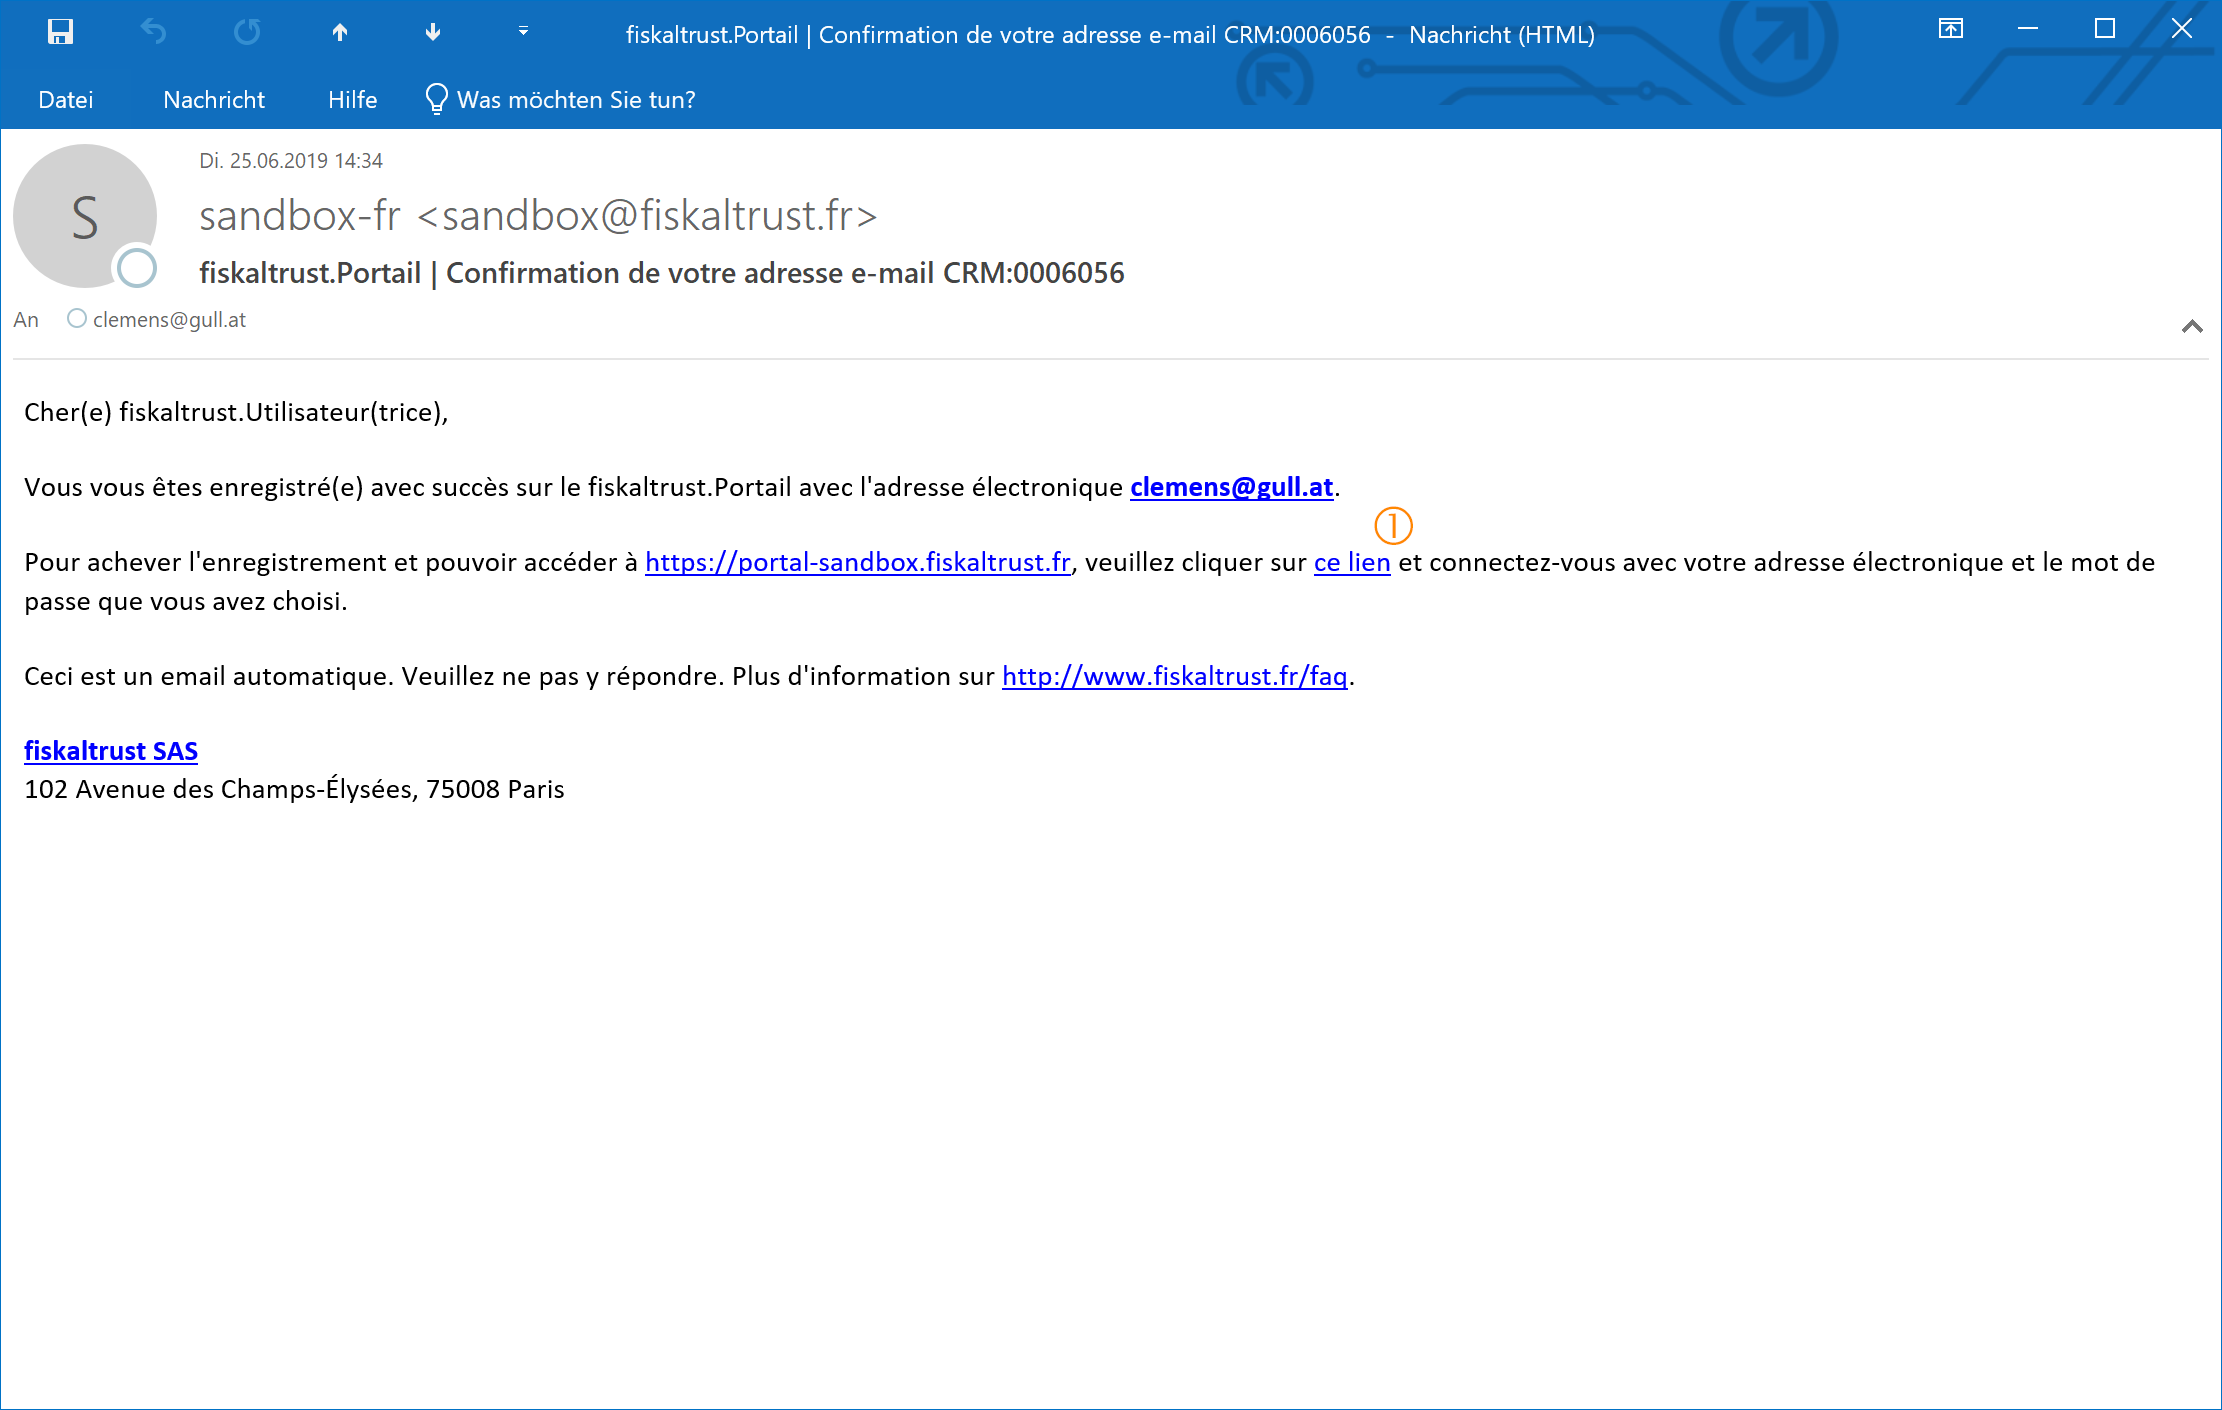 fiskaltrust.Portail | Confirmation de votre adresse e-mail CRM:0006056 - Nachricht (HTML)
Datei Nachricht Hilfe Was möchten Sie tun?
Di. 25.06.2019 14:34
S
sandbox-fr <sandbox@fiskaltrust.fr>
fiskaltrust.Portail | Confirmation de votre adresse e-mail CRM:0006056
An clemens@gull.at
Cher(e) fiskaltrust.Utilisateur(trice),
Vous vous êtes enregistré(e) avec succès sur le fiskaltrust.Portail avec l'adresse électronique clemens@gull.at.
①
Pour achever l'enregistrement et pouvoir accéder à https://portal-sandbox.fiskaltrust.fr, veuillez cliquer sur ce lien et connectez-vous avec votre adresse électronique et le mot de
passe que vous avez choisi.
Ceci est un email automatique. Veuillez ne pas y répondre. Plus d'information sur http://www.fiskaltrust.fr/faq.
fiskaltrust SAS
102 Avenue des Champs-Élysées, 75008 Paris